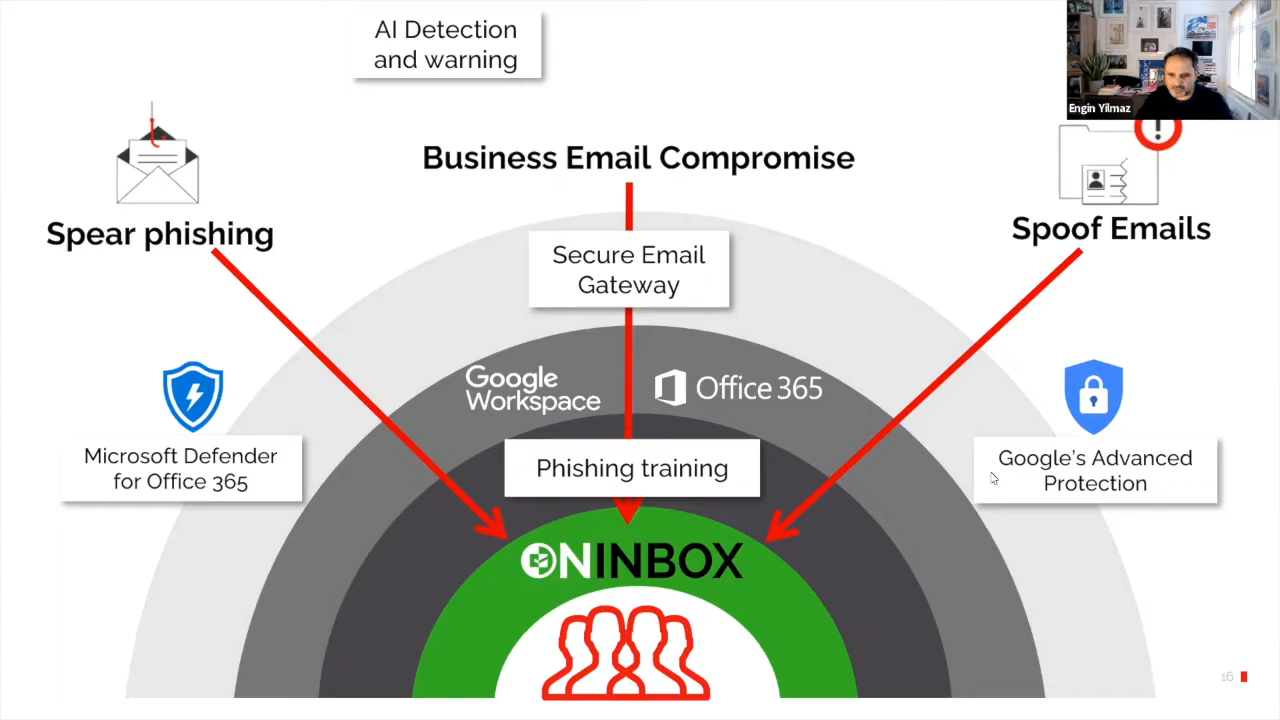 AI Detection
and warning
Engin Yilmaz
Business Email Compromise
Spear phishing
Spoof Emails
Secure Email
Gateway
Google
Workspace
Office 365
Microsoft Defender
for Office 365
Phishing training
Google's Advanced
Protection
ONINBOX
16